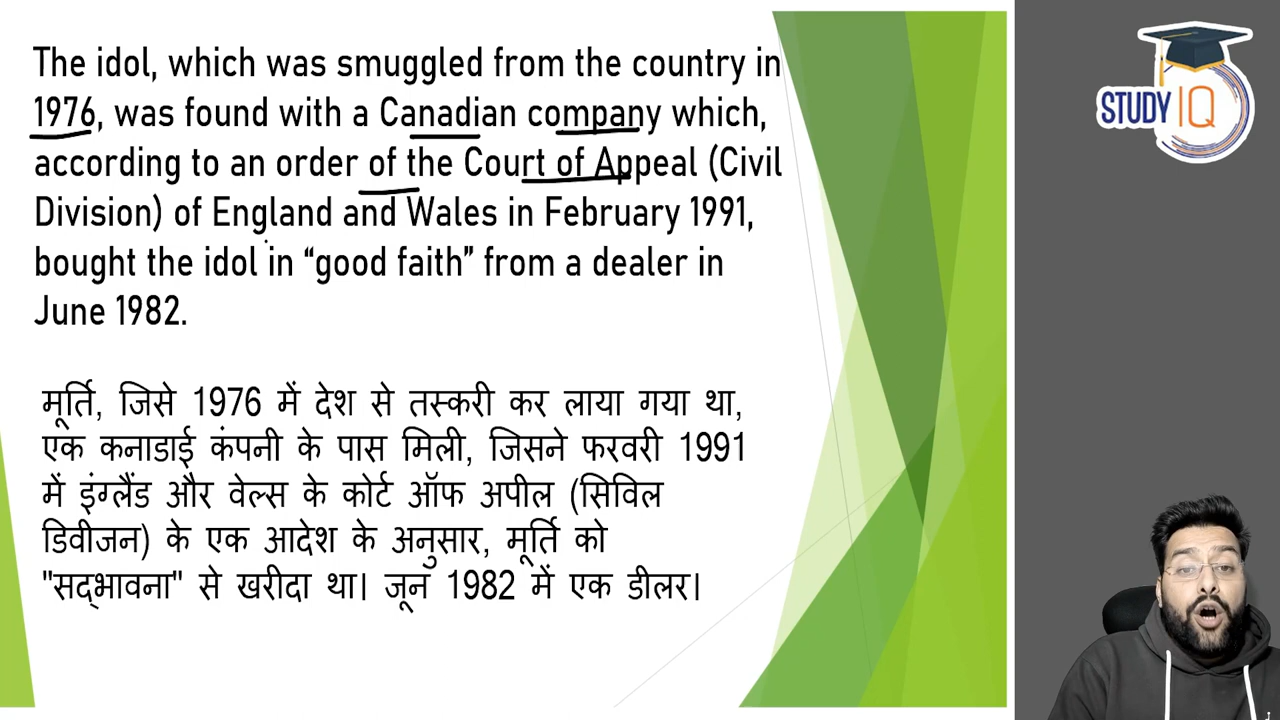 The idol, which was smuggled from the country in
1976, was found with a Canadian company which,
according to an order of the Court of Appeal (Civil
Division) of England and Wales in February 1991,
bought the idol in “good faith” from a dealer in
June 1982.
मूर्ति, जिसे 1976 में देश से तस्करी कर लाया गया था,
एक कनाडाई कंपनी के पास मिली, जिसने फरवरी 1991
में इंग्लैंड और वेल्स के कोर्ट ऑफ अपील (सिविल
डिवीजन) के एक आदेश के अनुसार, मूर्ति को
"सद्भावना" से खरीदा था। जून 1982 में एक डीलर।
STUDY IQ